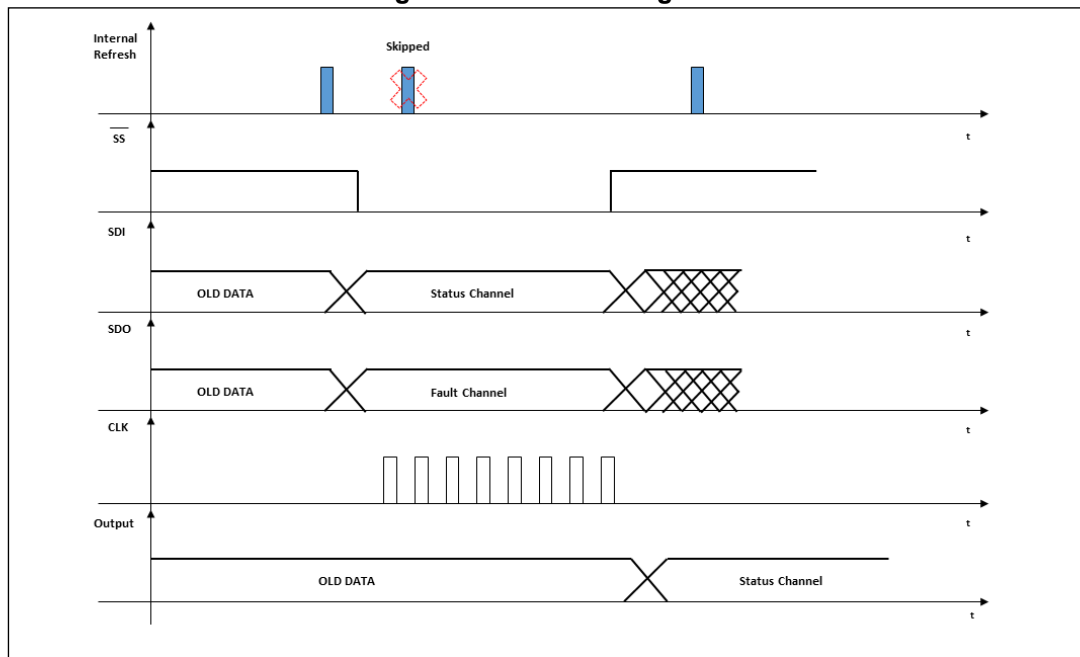 Internal
Refresh
Skipped
t
SS
t
SDI
OLD DATA
Status Channel
t
SDO
OLD DATA
Fault Channel
t
CLK
t
Output
OLD DATA
Status Channel
t